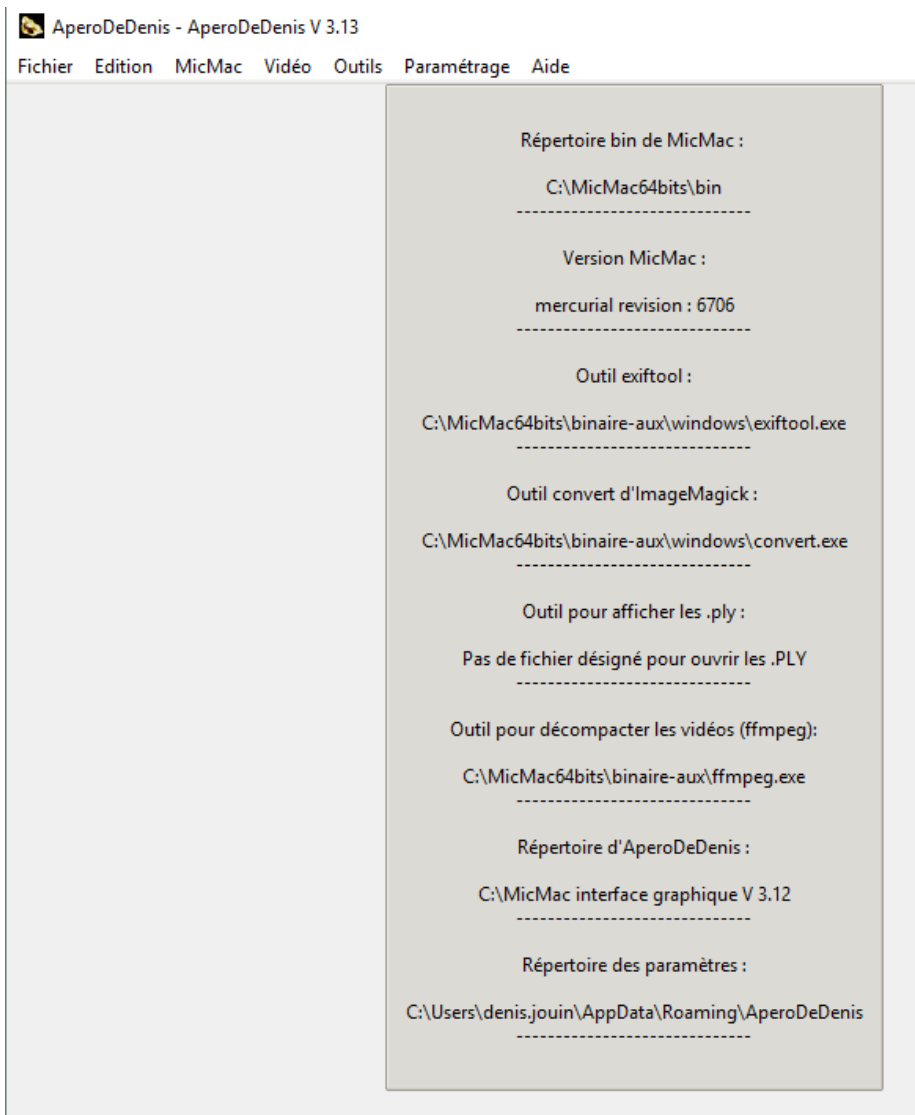 AperoDeDenis - AperoDeDenis V 3.13
Fichier Edition MicMac Vidéo Outils Paramétrage Aide
Répertoire bin de MicMac :
C:\MicMac64bits\bin
------------------------------
Version MicMac :
mercurial revision : 6706
------------------------------
Outil exiftool :
C:\MicMac64bits\binaire-aux\windows\exiftool.exe
------------------------------
Outil convert d'ImageMagick :
C:\MicMac64bits\binaire-aux\windows\convert.exe
------------------------------
Outil pour afficher les .ply :
Pas de fichier désigné pour ouvrir les .PLY
------------------------------
Outil pour décompacter les vidéos (ffmpeg):
C:\MicMac64bits\binaire-aux\ffmpeg.exe
------------------------------
Répertoire d'AperoDeDenis :
C:\MicMac interface graphique V 3.12
------------------------------
Répertoire des paramètres :
C:\Users\denis.jouin\AppData\Roaming\AperoDeDenis
------------------------------